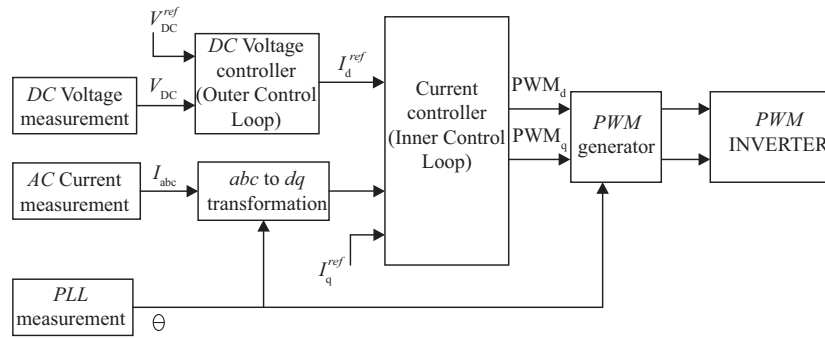 V_DC^ref
DC Voltage
controller
(Outer Control
Loop)
I_d^ref
V_DC
DC Voltage
measurement
Current
controller
(Inner Control
Loop)
PWM_d
PWM_q
PWM
generator
PWM
INVERTER
AC Current
measurement
I_abc
abc to dq
transformation
I_q^ref
PLL
measurement
θ